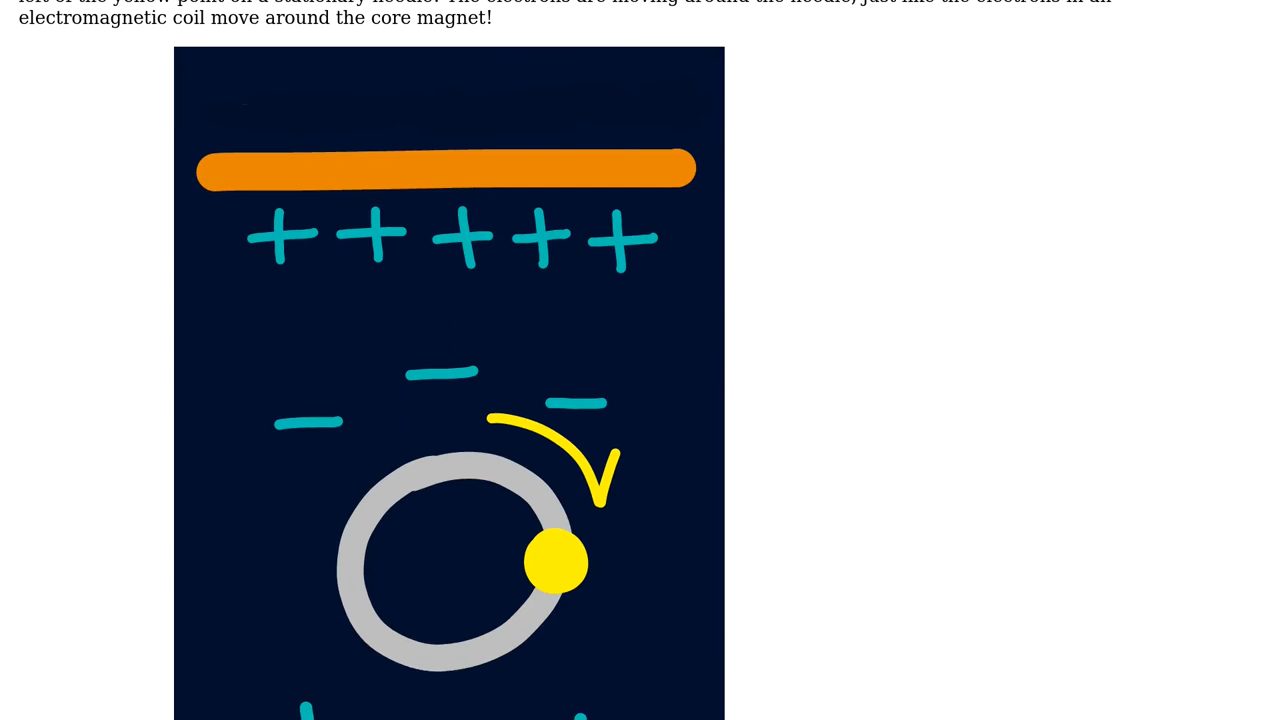 left of the yellow point on a stationary needle! The electrons are moving around the needle, just like the electrons in an
electromagnetic coil move around the core magnet!
+ + + + +
- - -